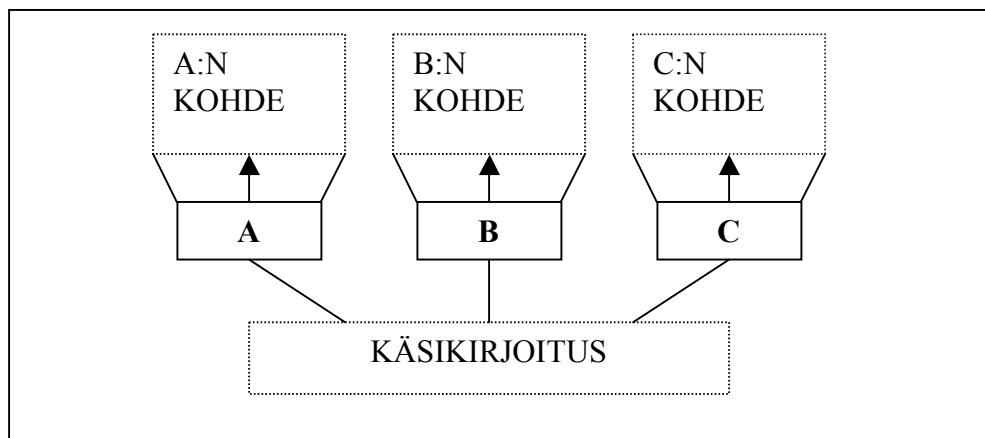 A:N
KOHDE
B:N
KOHDE
C:N
KOHDE
A
B
C
KÄSIKIRJOITUS